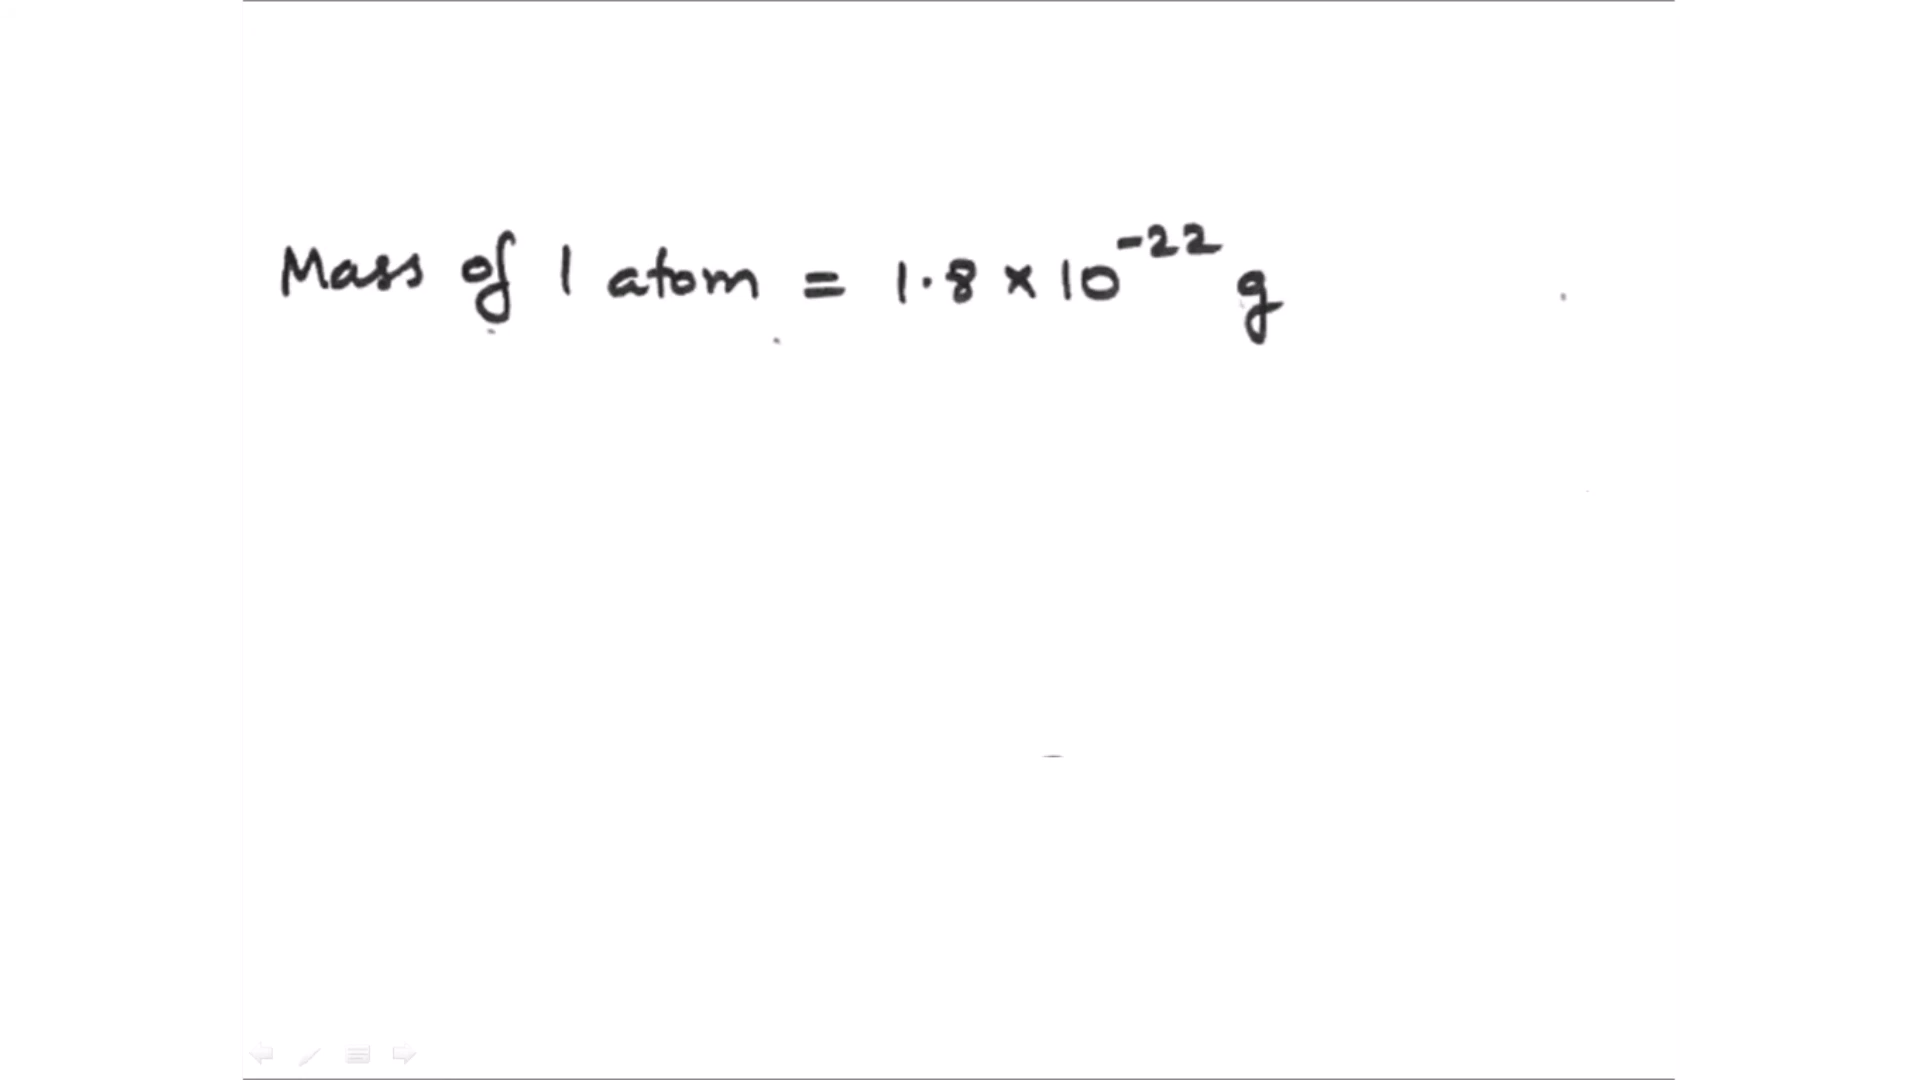 Mass of 1 atom = 1.8 × 10⁻²² g